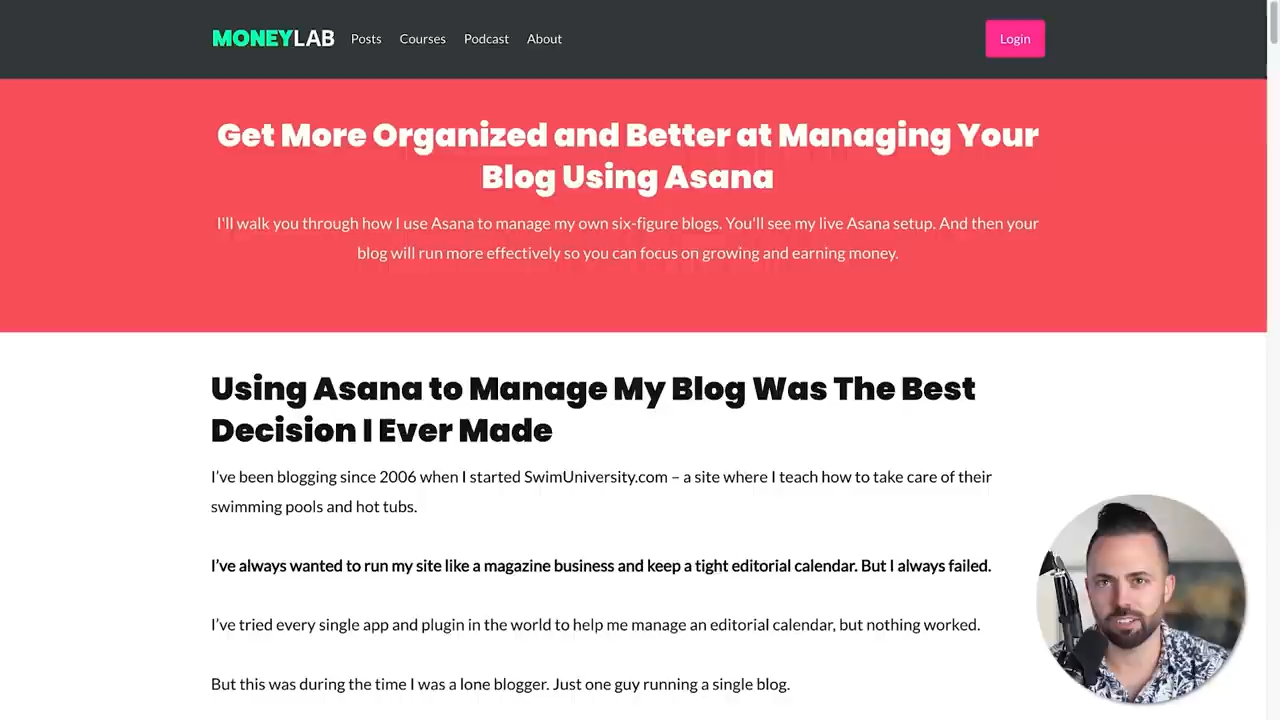 MONEYLAB Posts Courses Podcast About Login
Get More Organized and Better at Managing Your
Blog Using Asana
I'll walk you through how I use Asana to manage my own six-figure blogs. You'll see my live Asana setup. And then your
blog will run more effectively so you can focus on growing and earning money.
Using Asana to Manage My Blog Was The Best
Decision I Ever Made
I've been blogging since 2006 when I started SwimUniversity.com – a site where I teach how to take care of their
swimming pools and hot tubs.
I've always wanted to run my site like a magazine business and keep a tight editorial calendar. But I always failed.
I've tried every single app and plugin in the world to help me manage an editorial calendar, but nothing worked.
But this was during the time I was a lone blogger. Just one guy running a single blog.